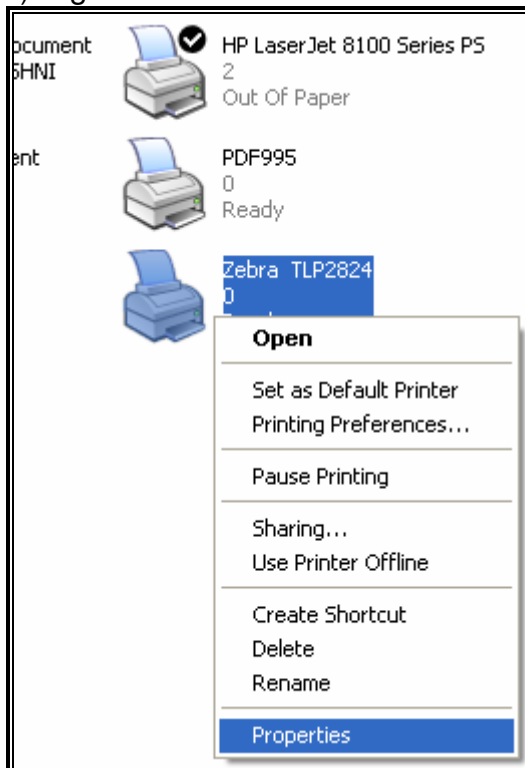 ocument
SHNI
HP LaserJet 8100 Series PS
2
Out Of Paper
ent
PDF995
0
Ready
Zebra TLP2824
0
Open
Set as Default Printer
Printing Preferences...
Pause Printing
Sharing...
Use Printer Offline
Create Shortcut
Delete
Rename
Properties